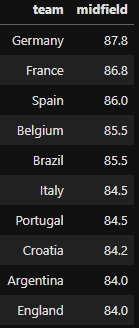 team midfield
Germany 87.8
France 86.8
Spain 86.0
Belgium 85.5
Brazil 85.5
Italy 84.5
Portugal 84.5
Croatia 84.2
Argentina 84.0
England 84.0